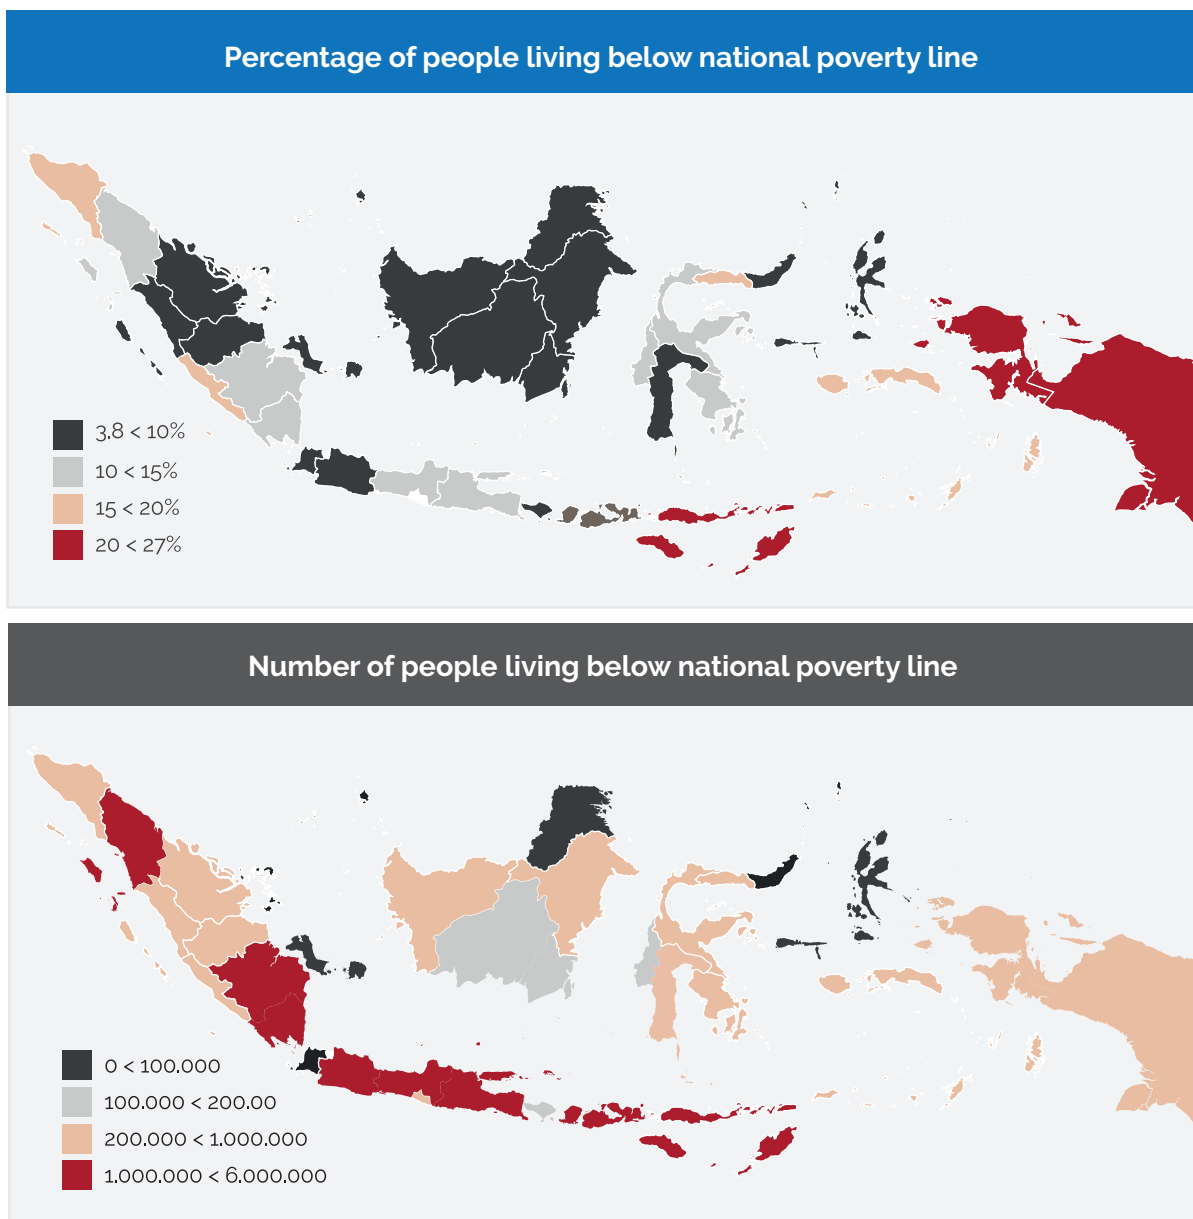 Percentage of people living below national poverty line
3.8 < 10%
10 < 15%
15 < 20%
20 < 27%
Number of people living below national poverty line
0 < 100.000
100.000 < 200.00
200.000 < 1.000.000
1.000.000 < 6.000.000